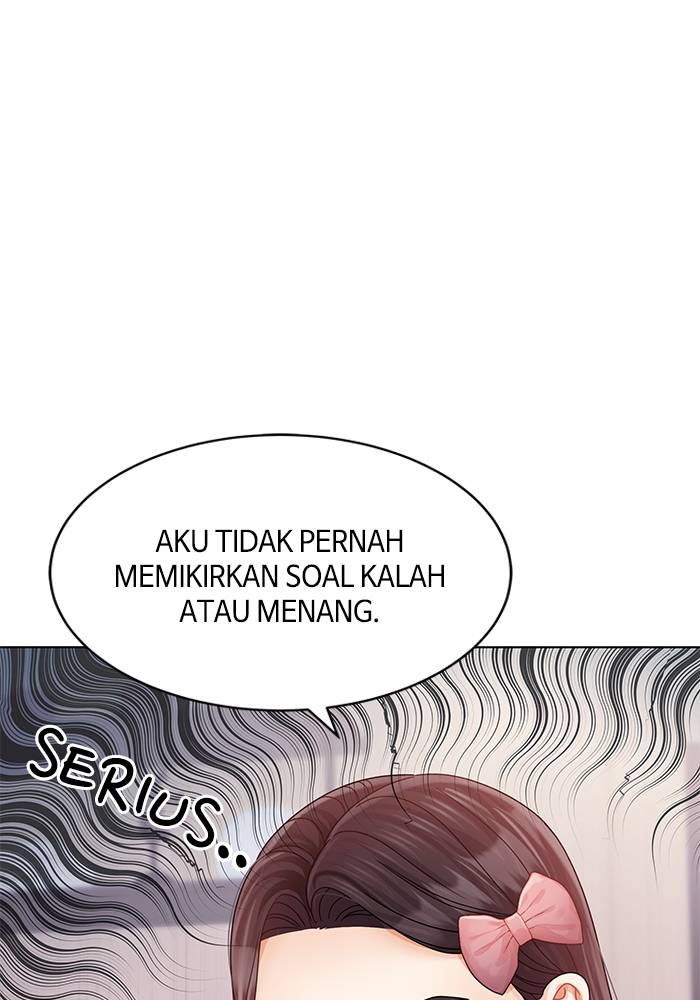 AKU TIDAK PERNAH
MEMIKIRKAN SOAL KALAH
ATAU MENANG.
SERIUS..